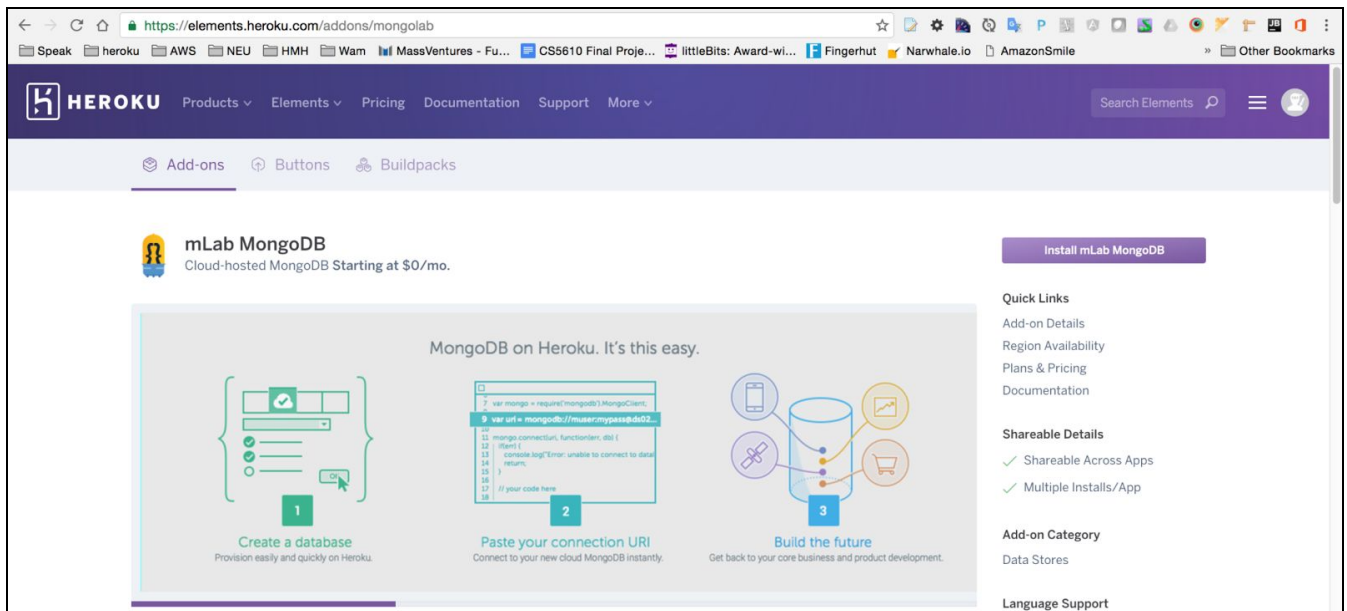 https://elements.heroku.com/addons/mongolab
Speak heroku AWS NEU HMH Wam MassVentures - Fu... CS5610 Final Proje... littleBits: Award-wi... Fingerhut Narwhale.io AmazonSmile » Other Bookmarks
HEROKU Products Elements Pricing Documentation Support More Search Elements
Add-ons Buttons Buildpacks
mLab MongoDB
Cloud-hosted MongoDB Starting at $0/mo.
MongoDB on Heroku. It's this easy.
OK
1
Create a database
Provision easily and quickly on Heroku.
7 var mongo = require('mongodb').MongoClient;
9 var uri = mongodb://muser:mypass@ds02...
10
11 mongo.connect(uri, function(err, db) {
12 if(err) {
13 console.log("Error: unable to connect to datal
14 return;
15 }
16
17 // your code here
18
2
Paste your connection URI
Connect to your new cloud MongoDB instantly.
3
Build the future
Get back to your core business and product development.
Install mLab MongoDB
Quick Links
Add-on Details
Region Availability
Plans & Pricing
Documentation
Shareable Details
Shareable Across Apps
Multiple Installs/App
Add-on Category
Data Stores
Language Support